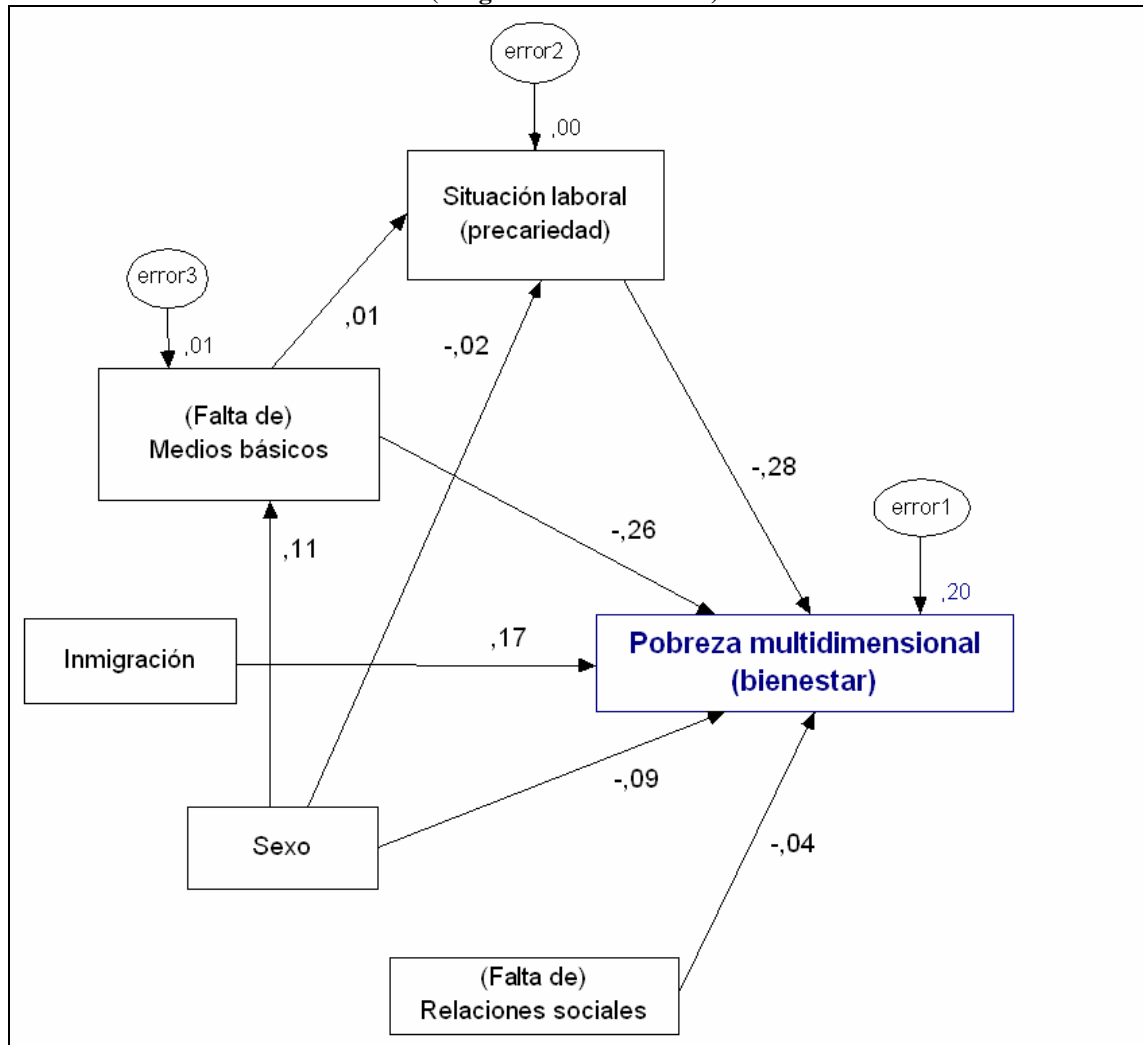 error2
,00
Situación laboral
(precariedad)
error3
,01
,01
-,02
(Falta de)
Medios básicos
-,28
error1
-,26
,11
,20
Inmigración
,17
Pobreza multidimensional
(bienestar)
-,09
Sexo
-,04
(Falta de)
Relaciones sociales